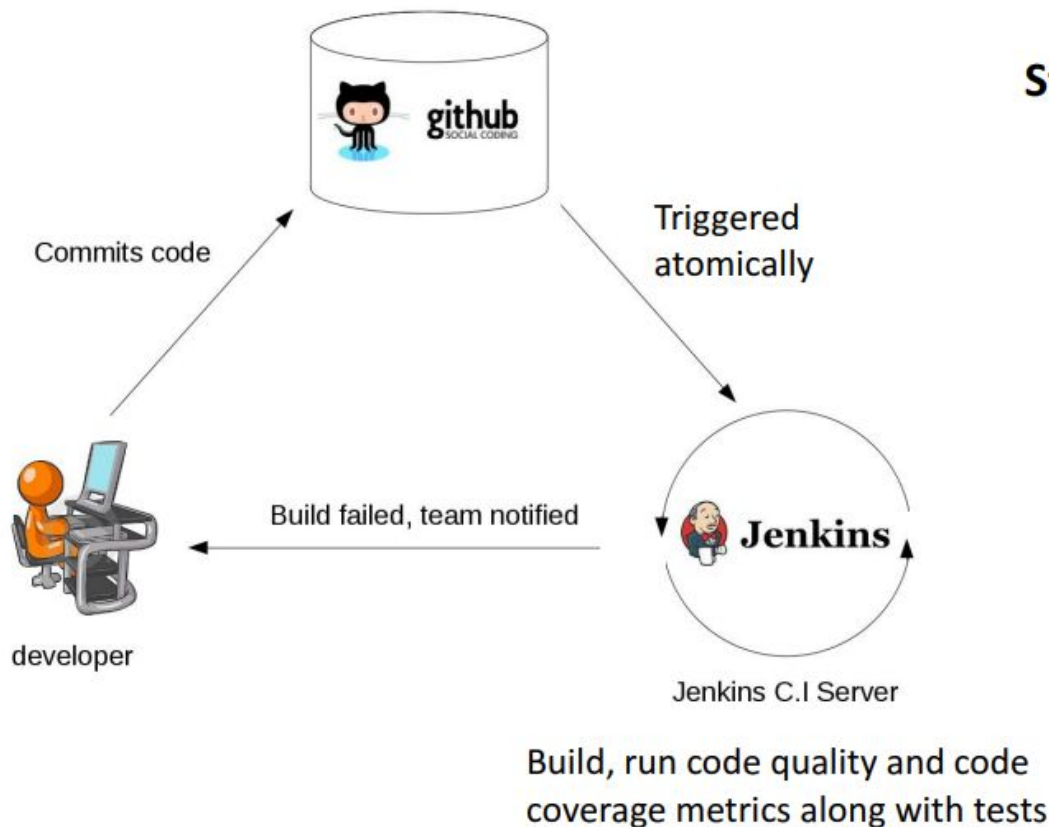 github
SOCIAL CODING
Commits code
Triggered
atomically
Build failed, team notified
Jenkins
developer
Jenkins C.I Server
Build, run code quality and code
coverage metrics along with tests